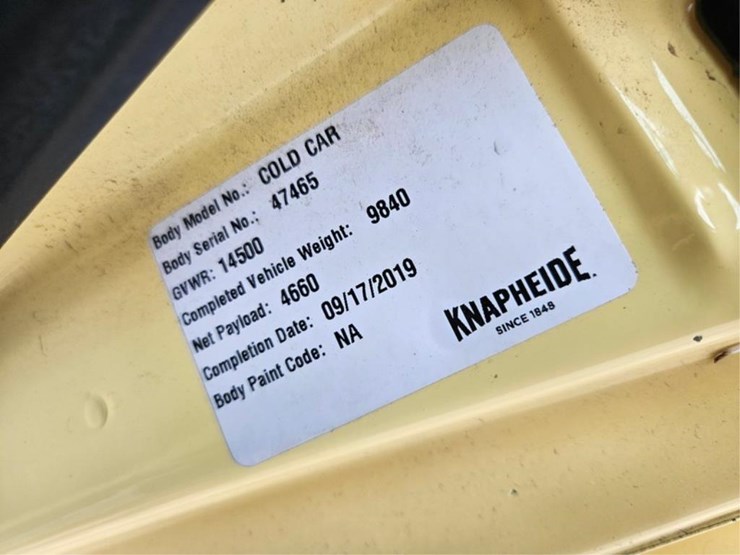 Body Model No.: COLD CAR
Body Serial No.: 47465
GVWR: 14500
Completed Vehicle Weight: 9840
Net Payload: 4660
Completion Date: 09/17/2019
Body Paint Code: NA
KNAPHEIDE.
SINCE 1848